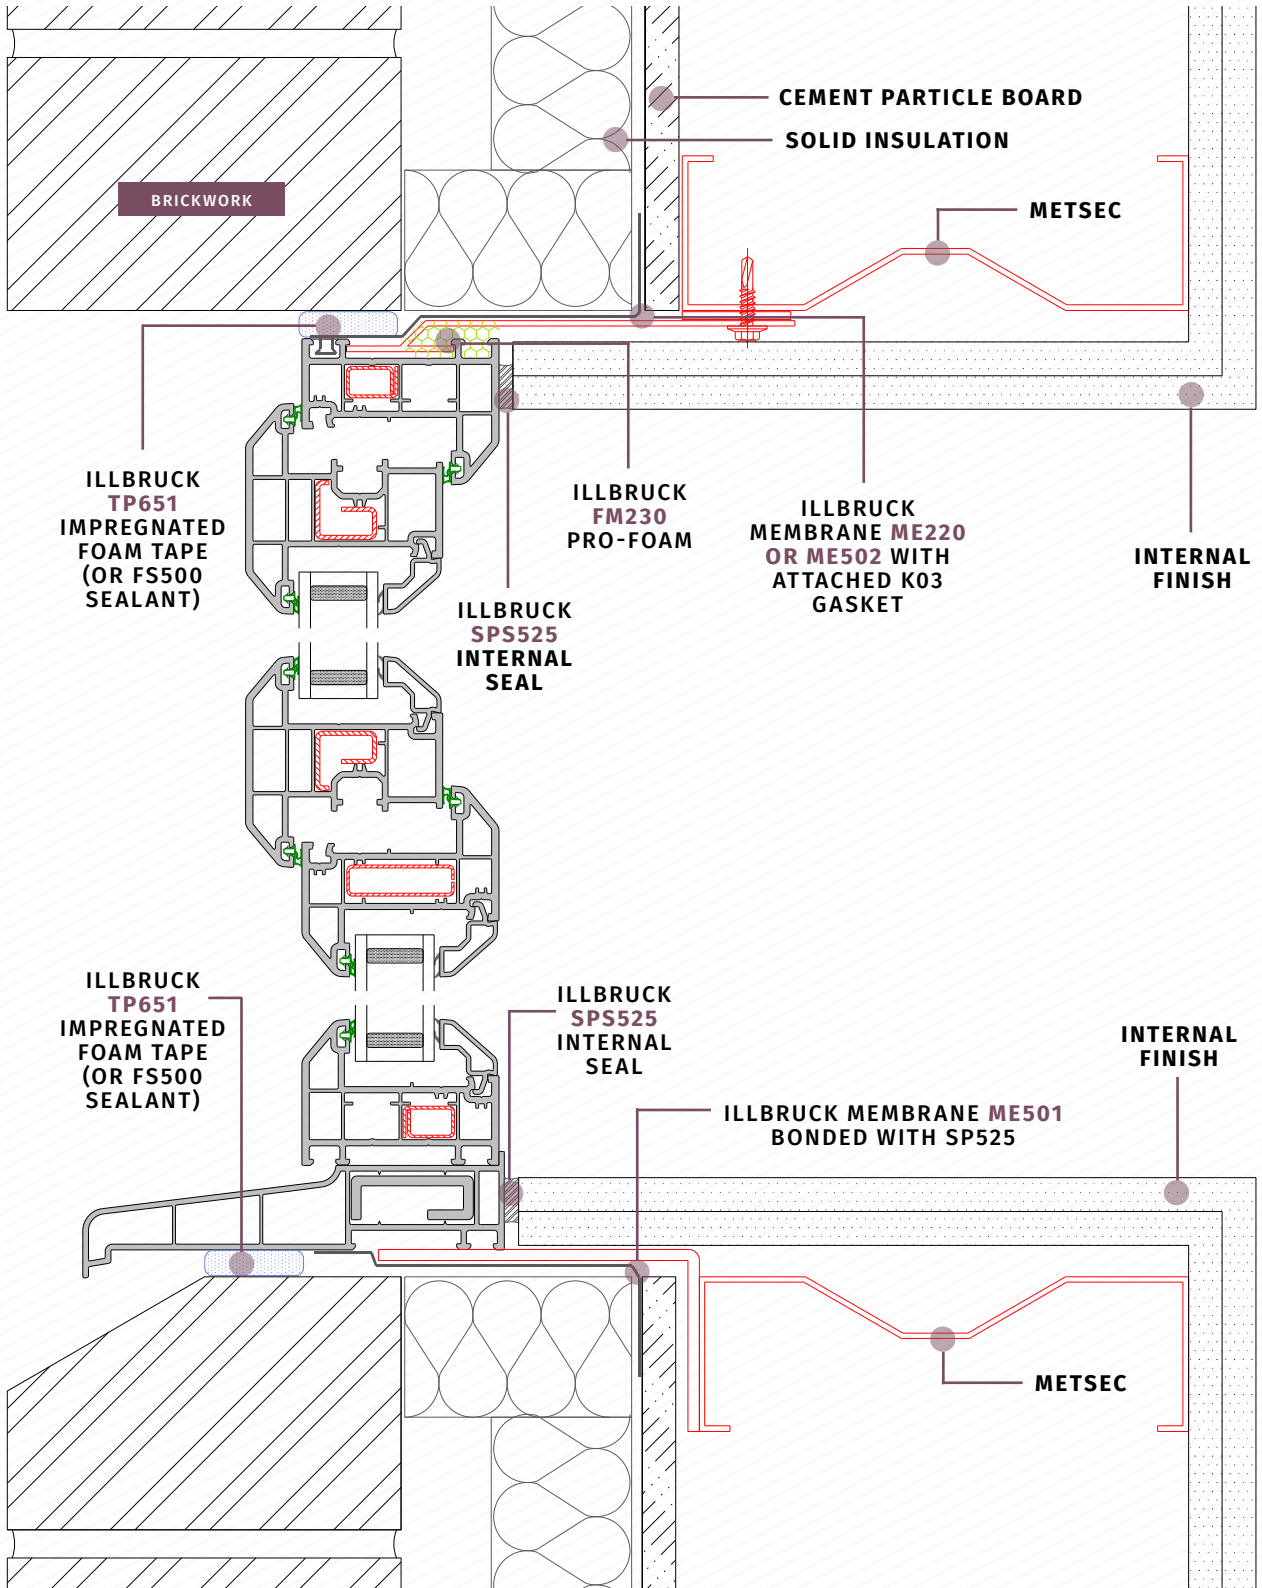 CEMENT PARTICLE BOARD
SOLID INSULATION
BRICKWORK
METSEC
ILLBRUCK
TP651
IMPREGNATED
FOAM TAPE
(OR FS500
SEALANT)
ILLBRUCK
FM230
PRO-FOAM
ILLBRUCK
MEMBRANE ME220
OR ME502 WITH
ATTACHED K03
GASKET
INTERNAL
FINISH
ILLBRUCK
SPS525
INTERNAL
SEAL
ILLBRUCK
TP651
IMPREGNATED
FOAM TAPE
(OR FS500
SEALANT)
ILLBRUCK
SPS525
INTERNAL
SEAL
INTERNAL
FINISH
ILLBRUCK MEMBRANE ME501
BONDED WITH SP525
METSEC